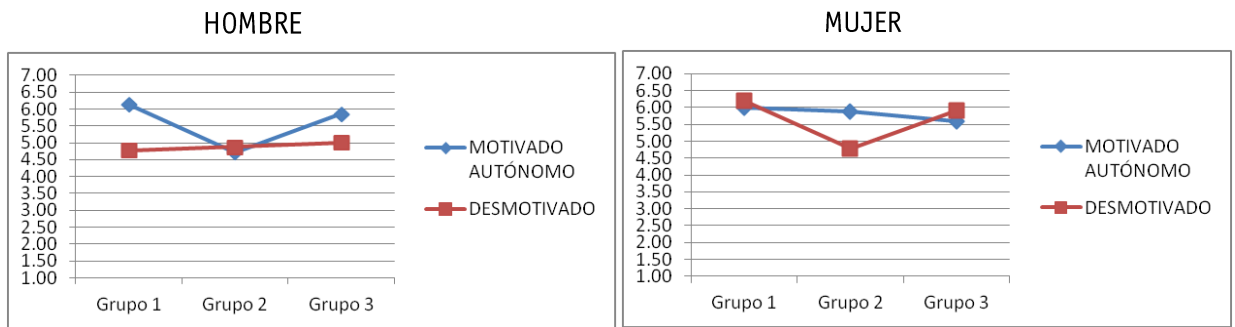 HOMBRE
7.00
6.50
6.00
5.50
5.00
4.50
4.00
3.50
3.00
2.50
2.00
1.50
1.00
Grupo 1 Grupo 2 Grupo 3
MOTIVADO
AUTÓNOMO
DESMOTIVADO
MUJER
7.00
6.50
6.00
5.50
5.00
4.50
4.00
3.50
3.00
2.50
2.00
1.50
1.00
Grupo 1 Grupo 2 Grupo 3
MOTIVADO
AUTÓNOMO
DESMOTIVADO